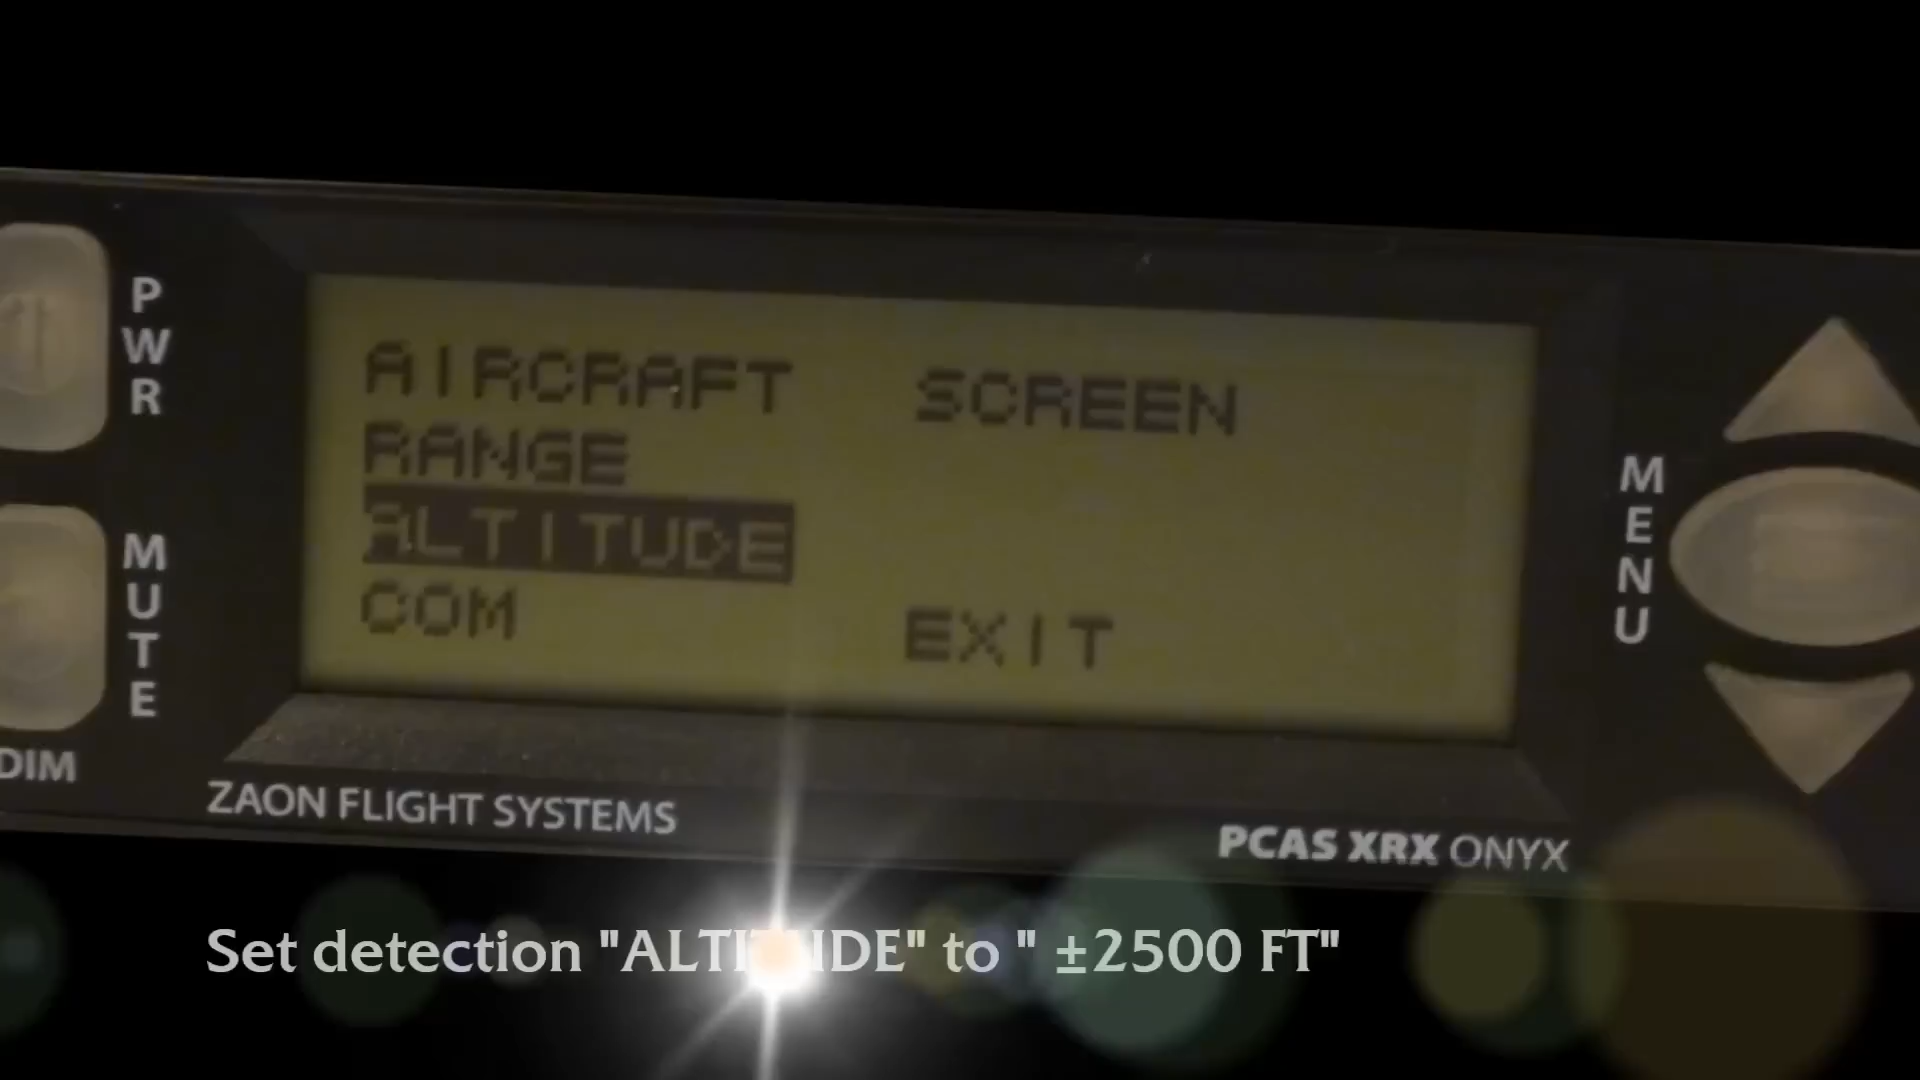 PWR
MUTE
DIM
AIRCRAFT SCREEN
RANGE
ALTITUDE
COM EXIT
MENU
ZAON FLIGHT SYSTEMS
PCAS XRX ONYX
Set detection "ALTITUDE" to " ±2500 FT"